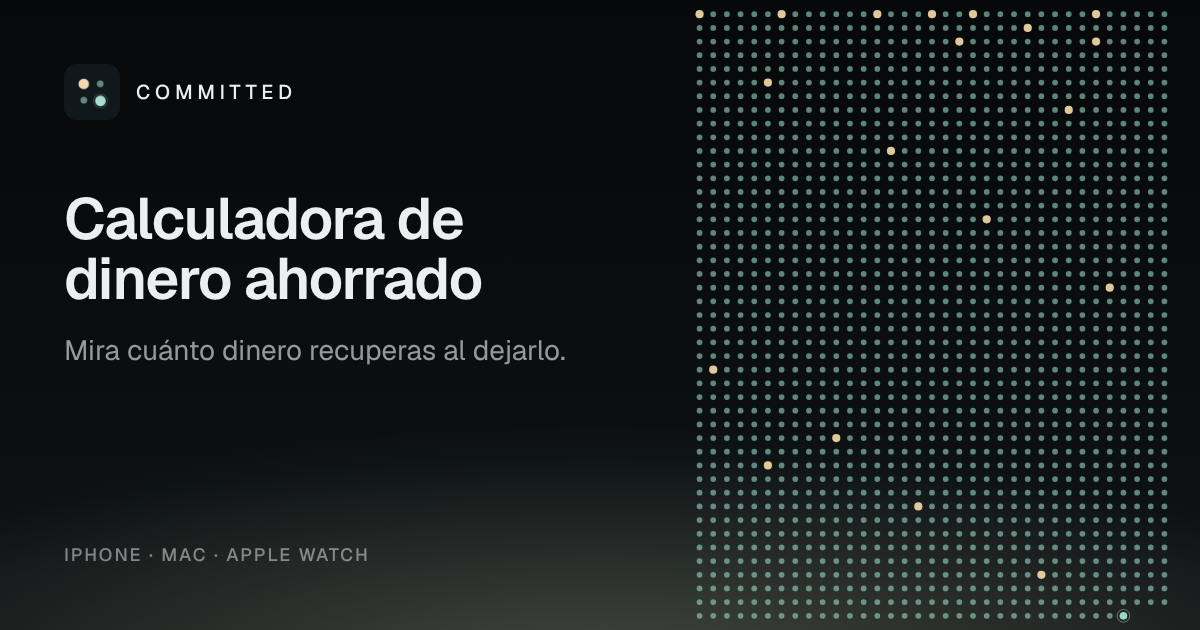 COMMITTED
Calculadora de
dinero ahorrado
Mira cuánto dinero recuperas al dejarlo.
IPHONE · MAC · APPLE WATCH